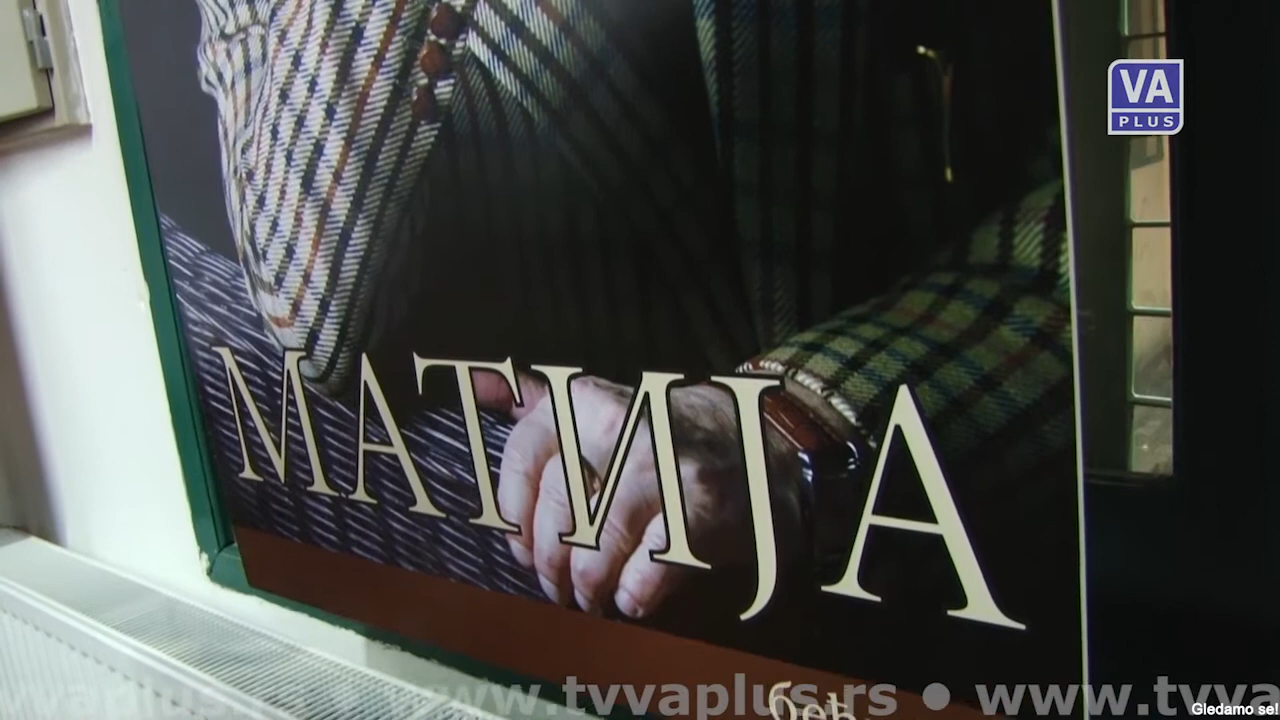 VA
PLUS
МАТИЈА
www.tvvaplus.rs • www.tvva
Gledamo se!